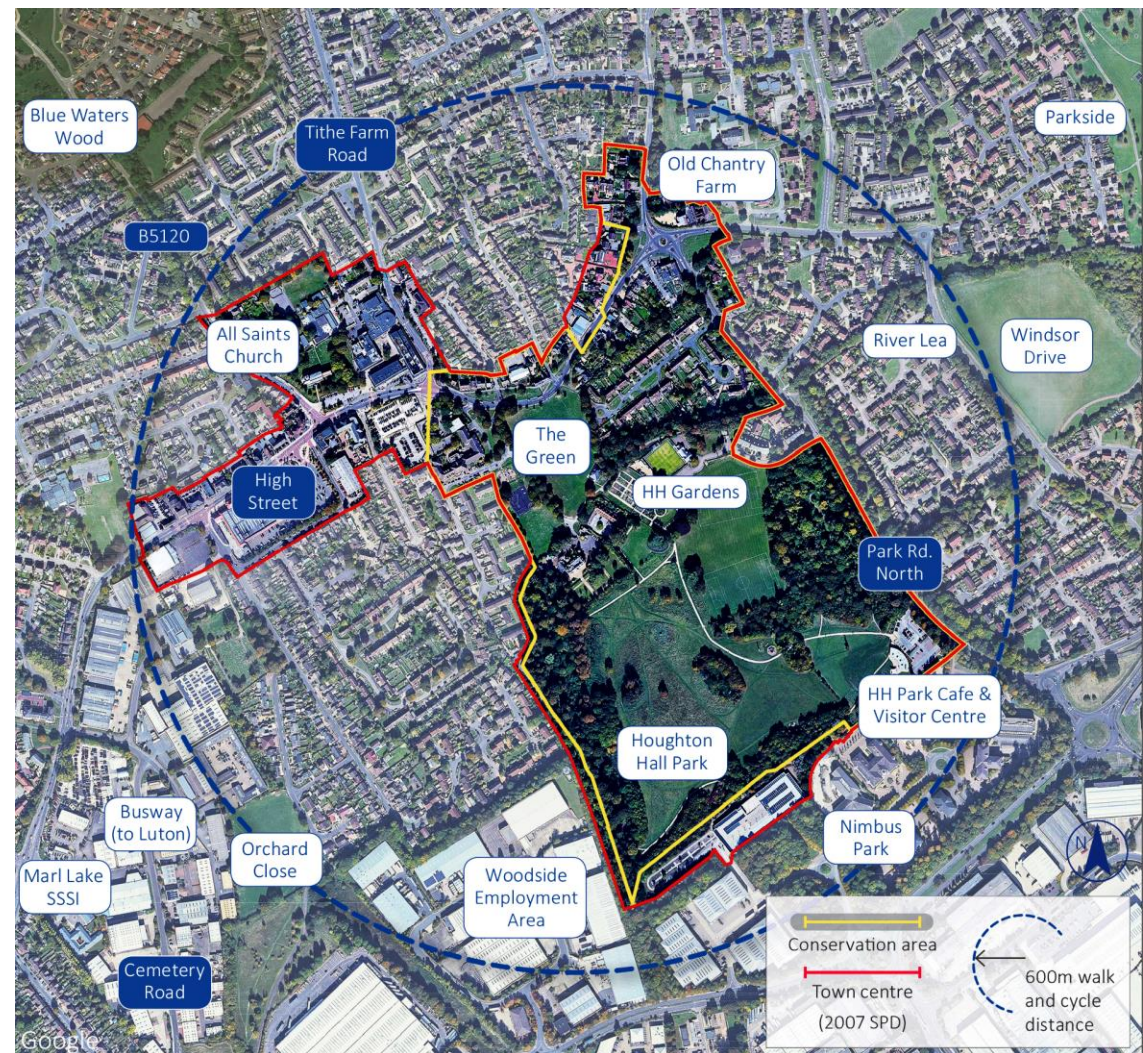 Blue Waters
Wood
Tithe Farm
Road
Parkside
Old Chantry
Farm
B5120
All Saints
Church
River Lea
Windsor
Drive
The
Green
High
Street
HH Gardens
Park Rd.
North
HH Park Cafe &
Visitor Centre
Houghton
Hall Park
Busway
(to Luton)
Orchard
Close
Nimbus
Park
Marl Lake
SSSI
Woodside
Employment
Area
N
Cemetery
Road
Conservation area
Town centre
(2007 SPD)
600m walk
and cycle
distance
Google